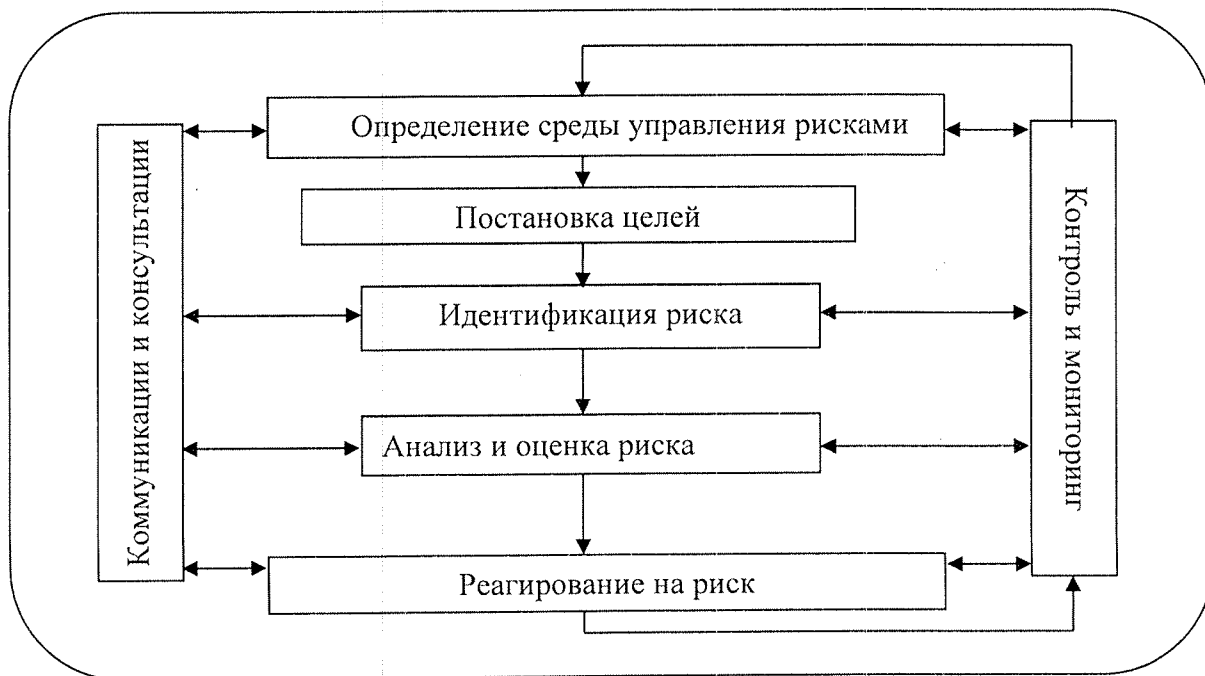 Определение среды управления рисками
Постановка целей
Идентификация риска
Анализ и оценка риска
Реагирование на риск
Коммуникации и консультации
Контроль и мониторинг